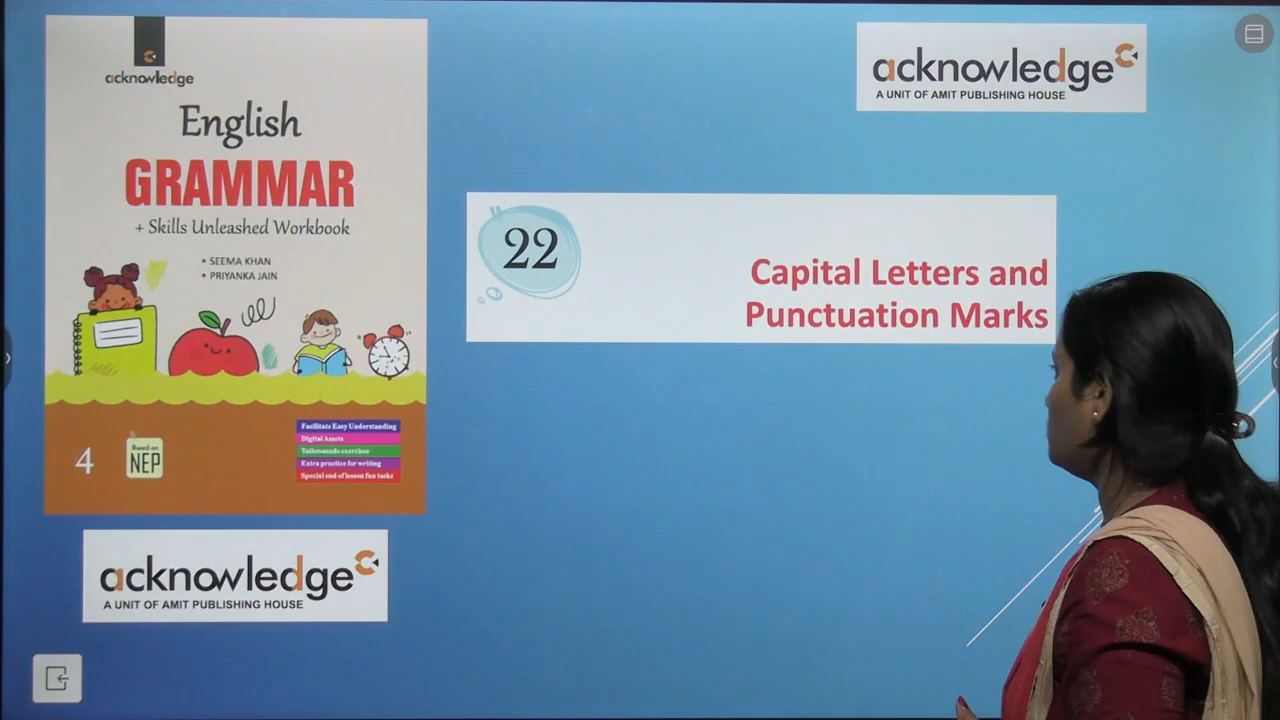 acknowledge
English
GRAMMAR
+ Skills Unleashed Workbook
• SEEMA KHAN
• PRIYANKA JAIN
4
Based on
NEP
Facilitate Easy Understanding
Digital Assets
Tailor-made exercises
Extra practice for writing
Special end of lesson fun tasks
acknowledge
A UNIT OF AMIT PUBLISHING HOUSE
acknowledge
A UNIT OF AMIT PUBLISHING HOUSE
22
Capital Letters and
Punctuation Marks